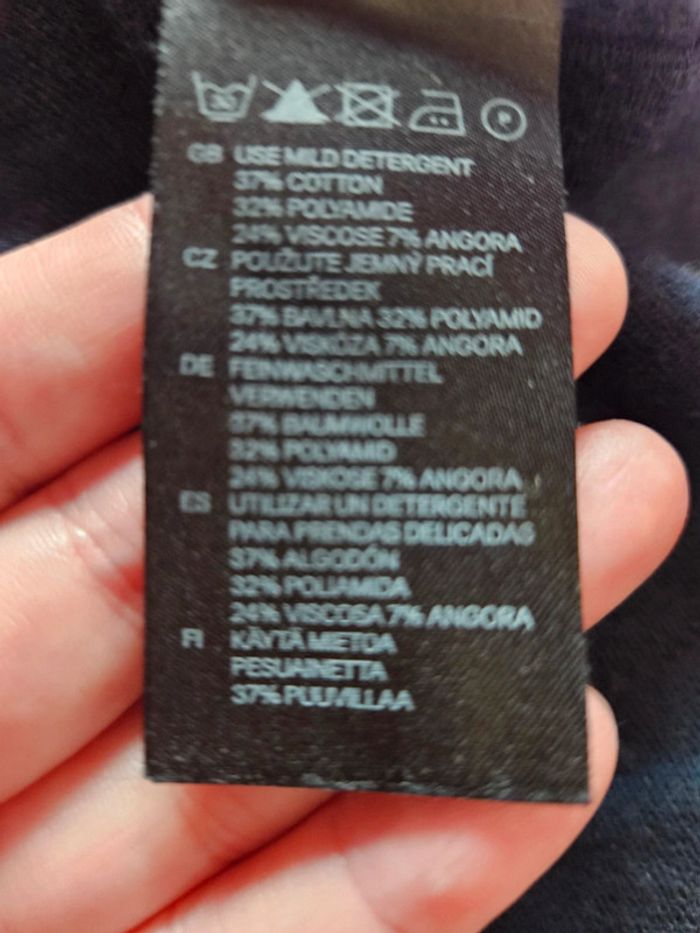 30
P
GB USE MILD DETERGENT
37% COTTON
32% POLYAMIDE
24% VISCOSE 7% ANGORA
CZ POUŽIJTE JEMNÝ PRACÍ
PROSTŘEDEK
37% BAVLNA 32% POLYAMID
24% VISKÓZA 7% ANGORA
DE FEINWASCHMITTEL
VERWENDEN
37% BAUMWOLLE
32% POLYAMID
24% VISKOSE 7% ANGORA
ES UTILIZAR UN DETERGENTE
PARA PRENDAS DELICADAS
37% ALGODÓN
32% POLIAMIDA
24% VISCOSA 7% ANGORA
FI KÄYTÄ MIETOA
PESUAINETTA
37% PUUVILLAA